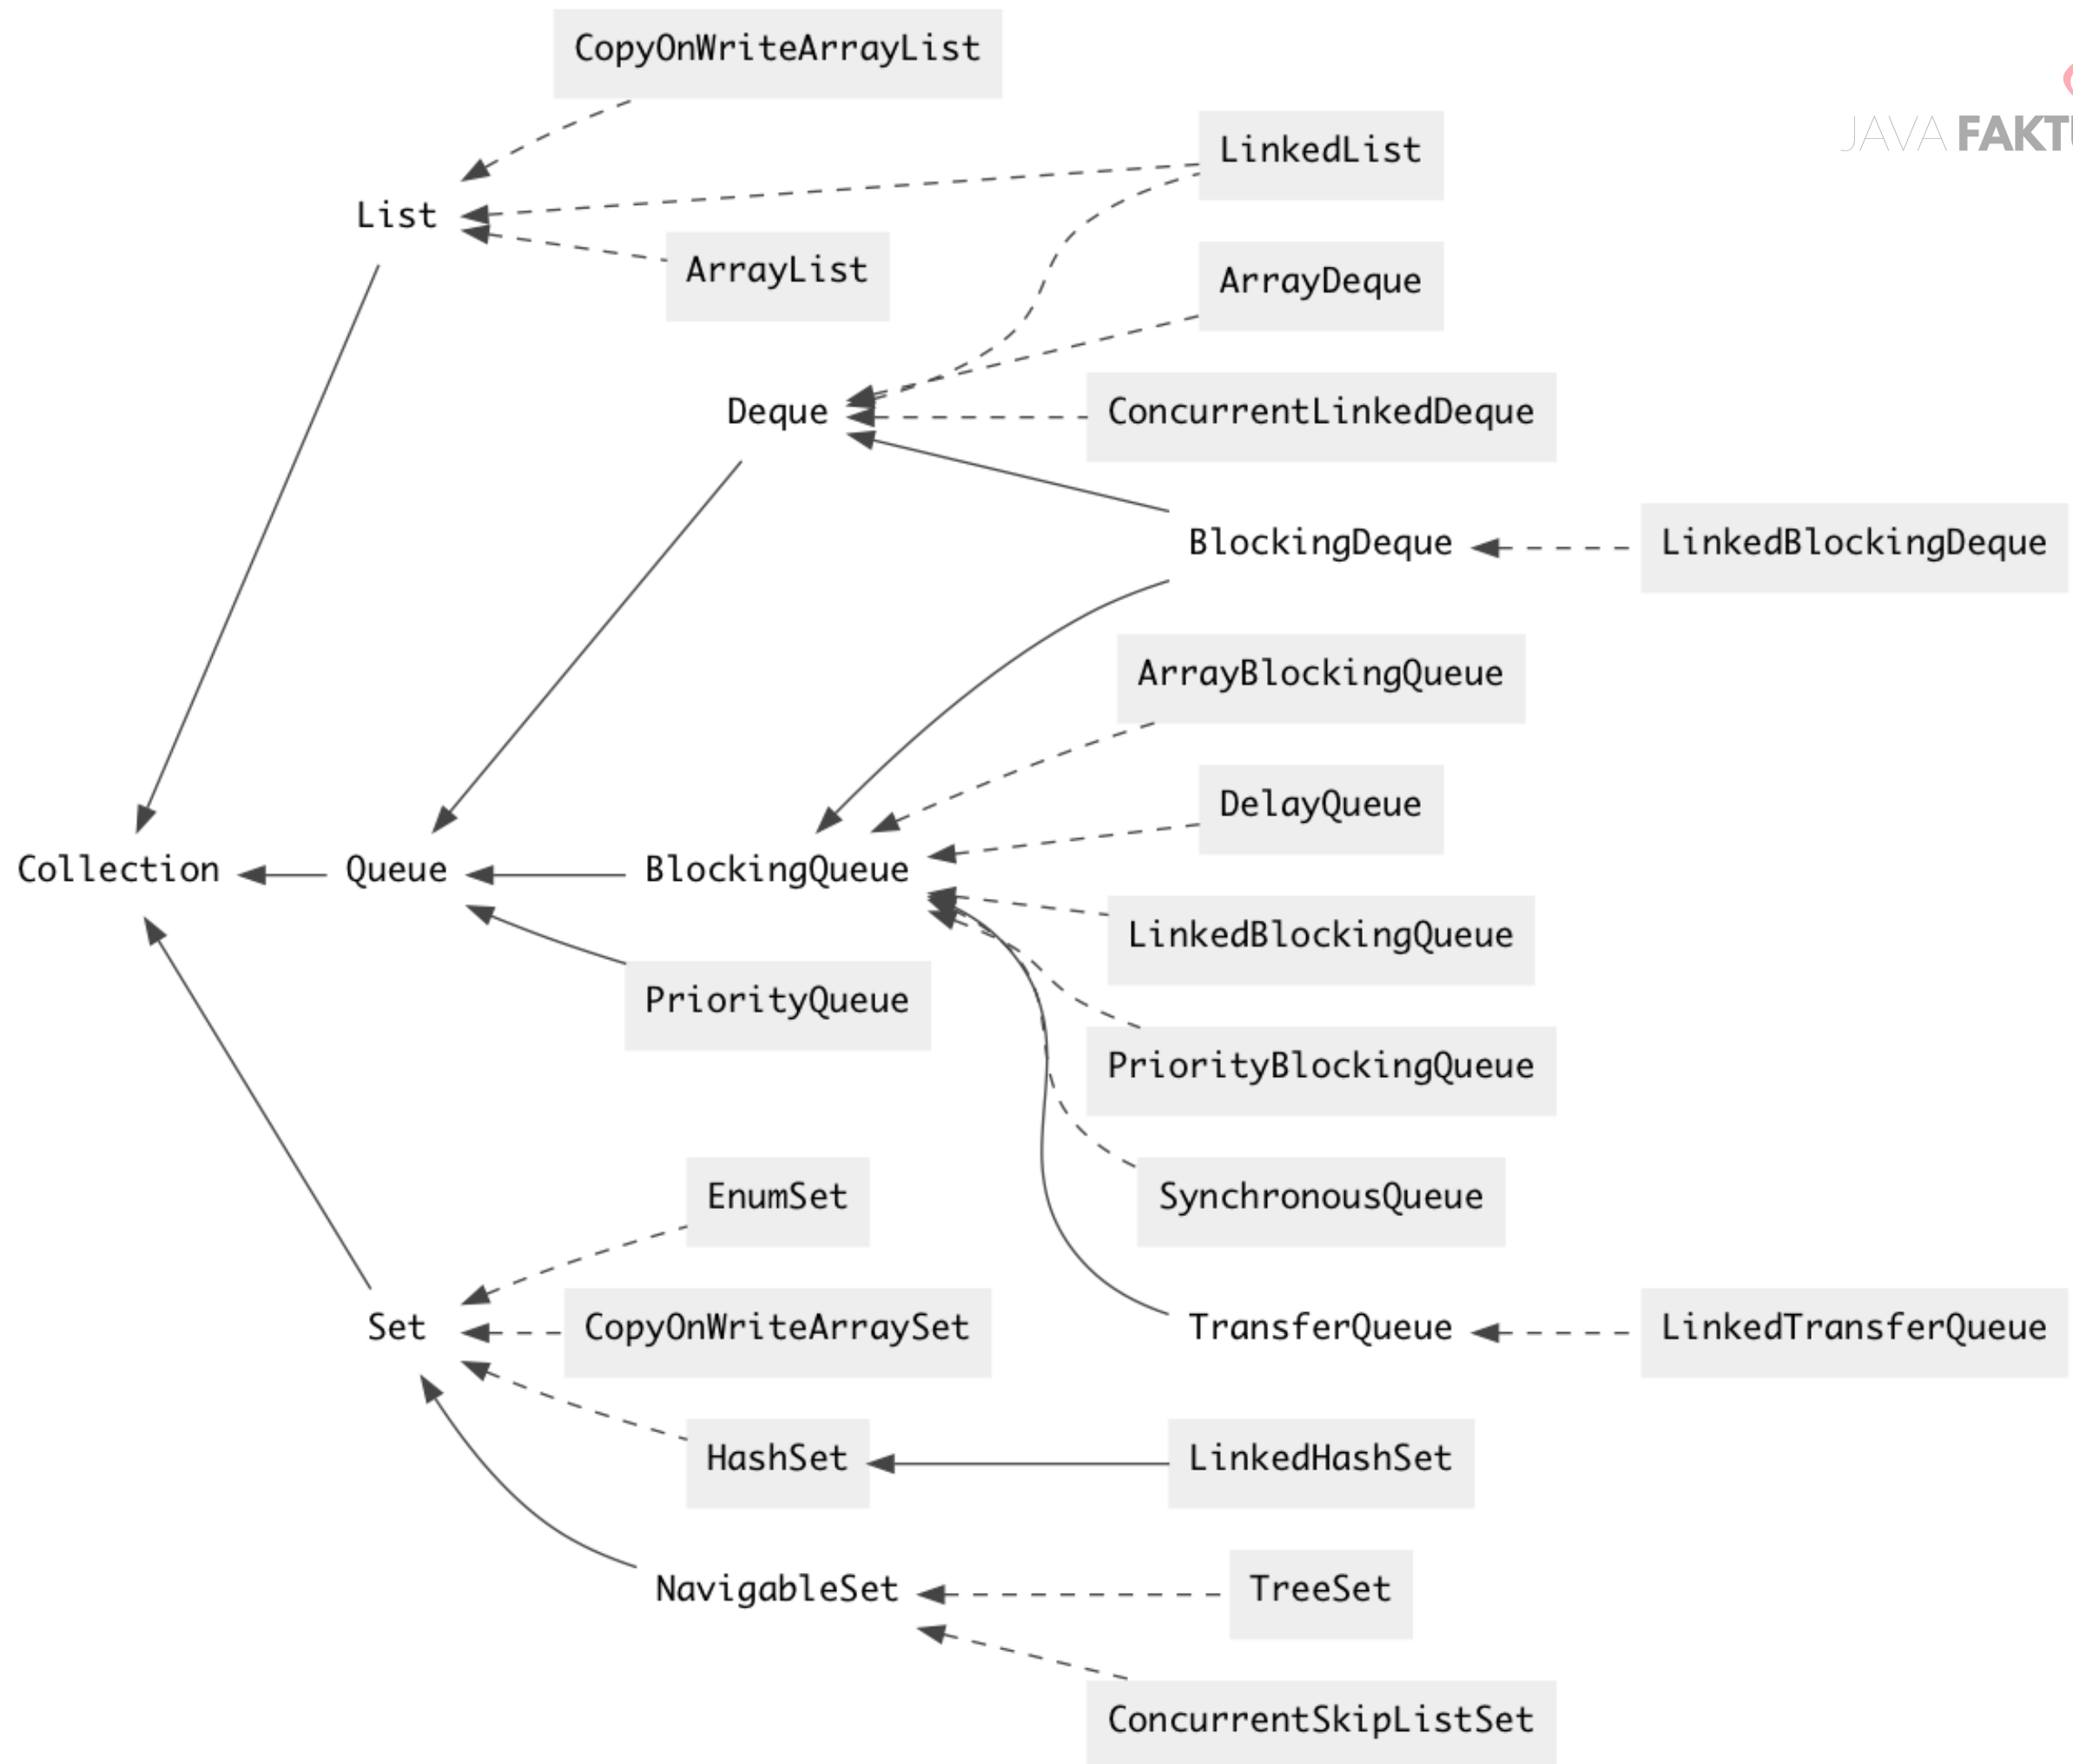 CopyOnWriteArrayList
LinkedList
JAVA FAKTU
List
ArrayList
ArrayDeque
Deque
ConcurrentLinkedDeque
BlockingDeque
LinkedBlockingDeque
ArrayBlockingQueue
DelayQueue
Collection
Queue
BlockingQueue
LinkedBlockingQueue
PriorityQueue
PriorityBlockingQueue
EnumSet
SynchronousQueue
Set
CopyOnWriteArraySet
TransferQueue
LinkedTransferQueue
HashSet
LinkedHashSet
NavigableSet
TreeSet
ConcurrentSkipListSet